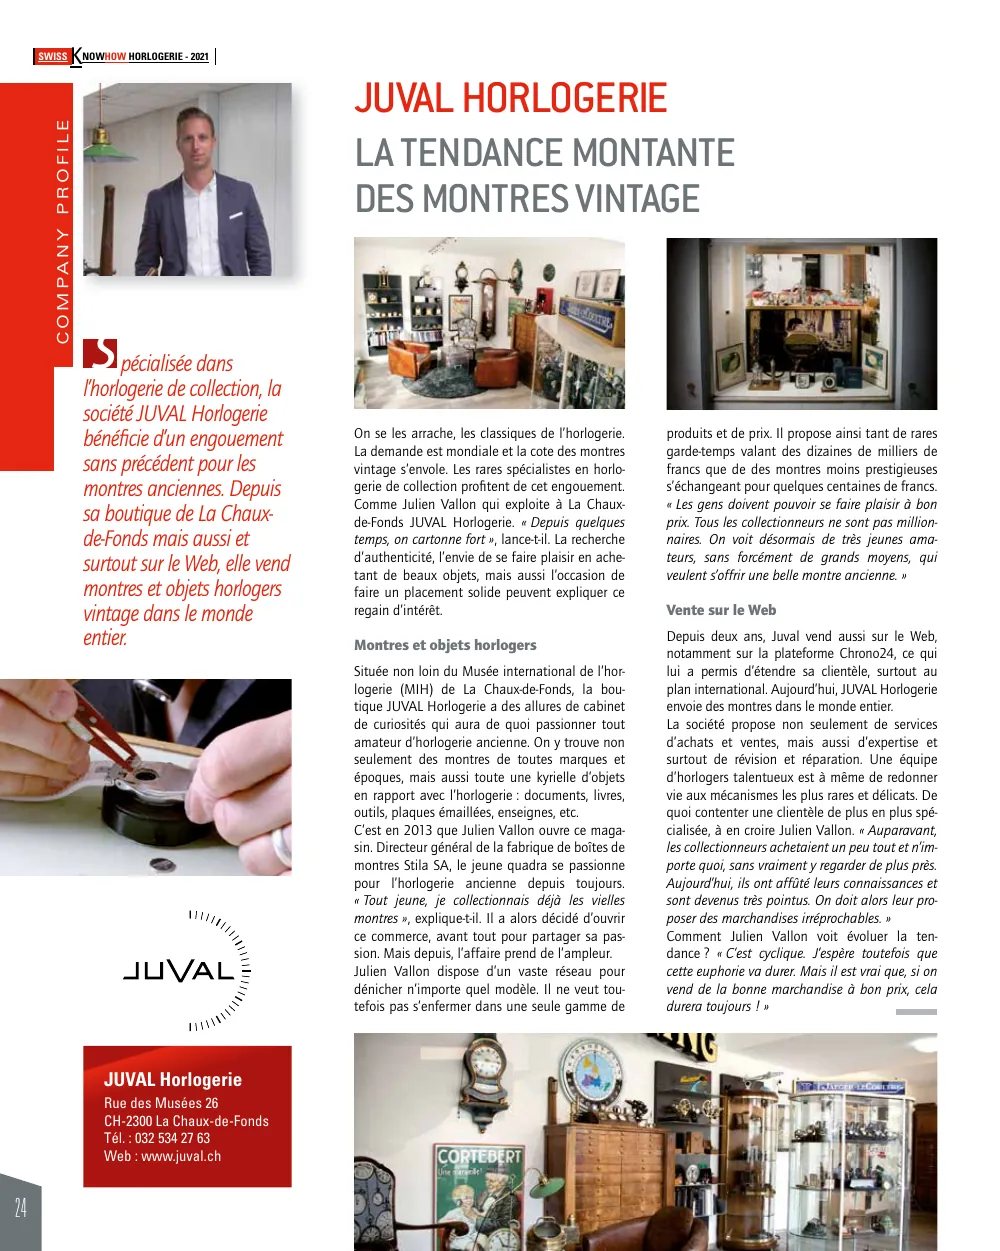 SWISS KNOWHOW HORLOGERIE - 2021
COMPANY PROFILE
JUVAL HORLOGERIE
LA TENDANCE MONTANTE
DES MONTRES VINTAGE
Spécialisée dans
l’horlogerie de collection, la
société JUVAL Horlogerie
bénéficie d’un engouement
sans précédent pour les
montres anciennes. Depuis
sa boutique de La Chaux-
de-Fonds mais aussi et
surtout sur le Web, elle vend
montres et objets horlogers
vintage dans le monde
entier.
JUVAL
JUVAL Horlogerie
Rue des Musées 26
CH-2300 La Chaux-de-Fonds
Tél. : 032 534 27 63
Web : www.juval.ch
On se les arrache, les classiques de l’horlogerie.
La demande est mondiale et la cote des montres
vintage s’envole. Les rares spécialistes en horlo-
gerie de collection profitent de cet engouement.
Comme Julien Vallon qui exploite à La Chaux-
de-Fonds JUVAL Horlogerie. « Depuis quelques
temps, on cartonne fort », lance-t-il. La recherche
d’authenticité, l’envie de se faire plaisir en ache-
tant de beaux objets, mais aussi l’occasion de
faire un placement solide peuvent expliquer ce
regain d’intérêt.
Montres et objets horlogers
Située non loin du Musée international de l’hor-
logerie (MIH) de La Chaux-de-Fonds, la bou-
tique JUVAL Horlogerie a des allures de cabinet
de curiosités qui aura de quoi passionner tout
amateur d’horlogerie ancienne. On y trouve non
seulement des montres de toutes marques et
époques, mais aussi toute une kyrielle d’objets
en rapport avec l’horlogerie : documents, livres,
outils, plaques émaillées, enseignes, etc.
C’est en 2013 que Julien Vallon ouvre ce maga-
sin. Directeur général de la fabrique de boîtes de
montres Stila SA, le jeune quadra se passionne
pour l’horlogerie ancienne depuis toujours.
« Tout jeune, je collectionnais déjà les vielles
montres », explique-t-il. Il a alors décidé d’ouvrir
ce commerce, avant tout pour partager sa pas-
sion. Mais depuis, l’affaire prend de l’ampleur.
Julien Vallon dispose d’un vaste réseau pour
dénicher n’importe quel modèle. Il ne veut tou-
tefois pas s’enfermer dans une seule gamme de
produits et de prix. Il propose ainsi tant de rares
garde-temps valant des dizaines de milliers de
francs que de des montres moins prestigieuses
s’échangeant pour quelques centaines de francs.
« Les gens doivent pouvoir se faire plaisir à bon
prix. Tous les collectionneurs ne sont pas million-
naires. On voit désormais de très jeunes ama-
teurs, sans forcément de grands moyens, qui
veulent s’offrir une belle montre ancienne. »
Vente sur le Web
Depuis deux ans, Juval vend aussi sur le Web,
notamment sur la plateforme Chrono24, ce qui
lui a permis d’étendre sa clientèle, surtout au
plan international. Aujourd’hui, JUVAL Horlogerie
envoie des montres dans le monde entier.
La société propose non seulement de services
d’achats et ventes, mais aussi d’expertise et
surtout de révision et réparation. Une équipe
d’horlogers talentueux est à même de redonner
vie aux mécanismes les plus rares et délicats. De
quoi contenter une clientèle de plus en plus spé-
cialisée, à en croire Julien Vallon. « Auparavant,
les collectionneurs achetaient un peu tout et n’im-
porte quoi, sans vraiment y regarder de plus près.
Aujourd’hui, ils ont affûté leurs connaissances et
sont devenus très pointus. On doit alors leur pro-
poser des marchandises irréprochables. »
Comment Julien Vallon voit évoluer la ten-
dance ? « C’est cyclique. J’espère toutefois que
cette euphorie va durer. Mais il est vrai que, si on
vend de la bonne marchandise à bon prix, cela
durera toujours ! »
CORTÉBERT
Une merveille!
JAEGER-LECOULTRE
24